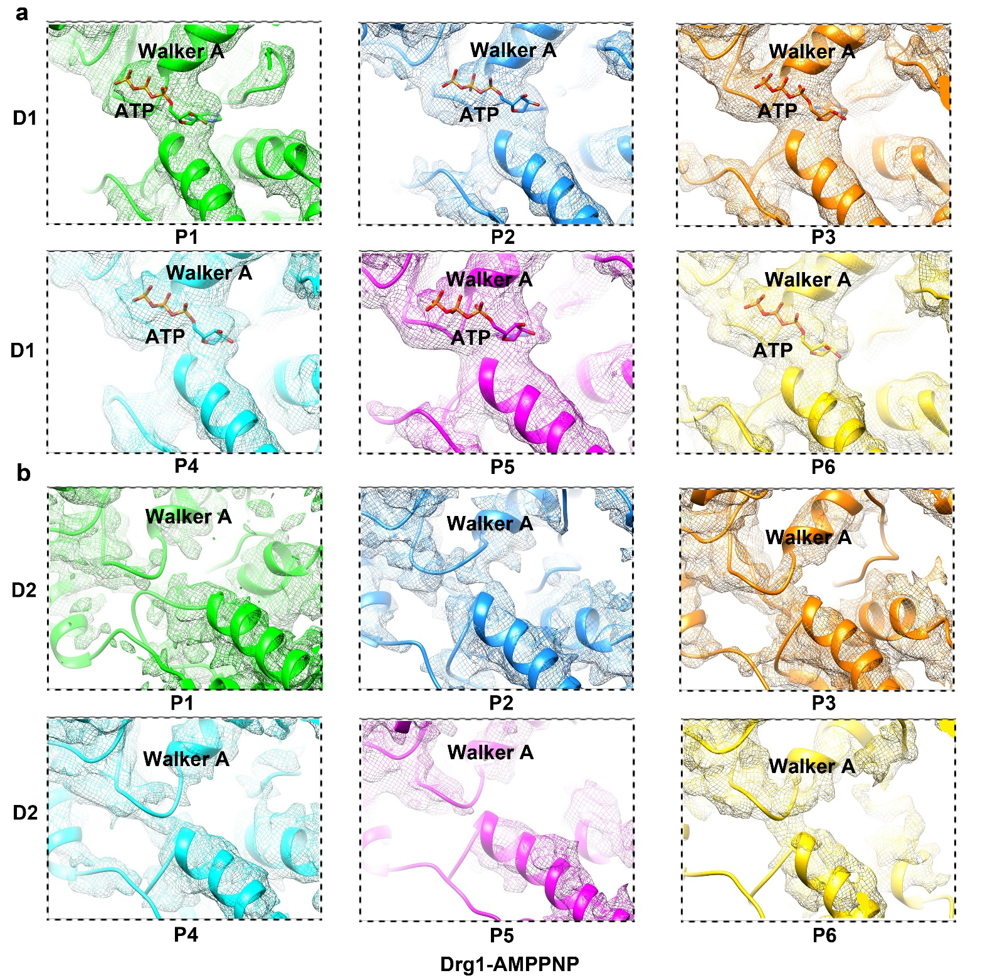 a
Walker A
Walker A
Walker A
D1
ATP
ATP
ATP
P1
P2
P3
Walker A
Walker A
Walker A
D1
ATP
ATP
ATP
P4
P5
P6
b
Walker A
Walker A
Walker A
D2
P1
P2
P3
Walker A
Walker A
Walker A
D2
P4
P5
P6
Drg1-AMPPNP